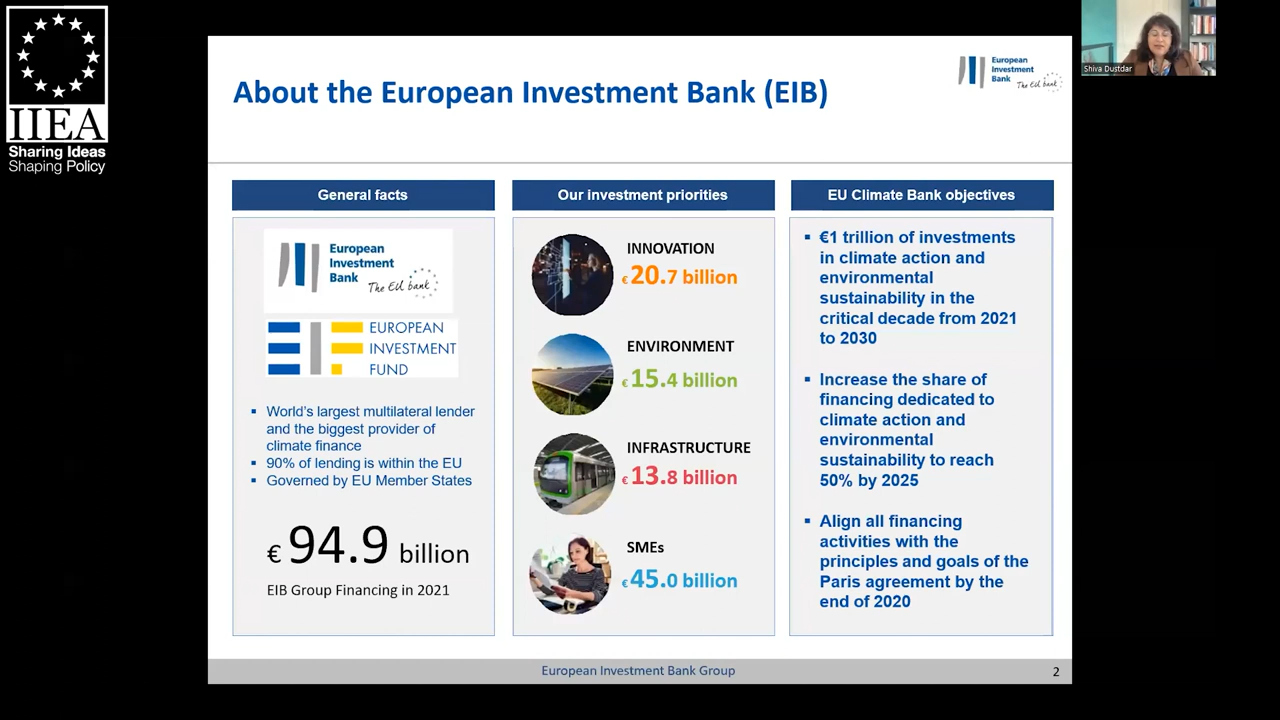 IIEA
Sharing Ideas
Shaping Policy
Shiva Dustdar
About the European Investment Bank (EIB)
European
Investment
Bank
The EU bank
General facts
European
Investment
Bank
The EU bank
EUROPEAN
INVESTMENT
FUND
▪ World's largest multilateral lender
and the biggest provider of
climate finance
▪ 90% of lending is within the EU
▪ Governed by EU Member States
€ 94.9 billion
EIB Group Financing in 2021
Our investment priorities
INNOVATION
€ 20.7 billion
ENVIRONMENT
€ 15.4 billion
INFRASTRUCTURE
€ 13.8 billion
SMEs
€ 45.0 billion
EU Climate Bank objectives
▪ €1 trillion of investments
in climate action and
environmental
sustainability in the
critical decade from 2021
to 2030
▪ Increase the share of
financing dedicated to
climate action and
environmental
sustainability to reach
50% by 2025
▪ Align all financing
activities with the
principles and goals of the
Paris agreement by the
end of 2020
European Investment Bank Group
2